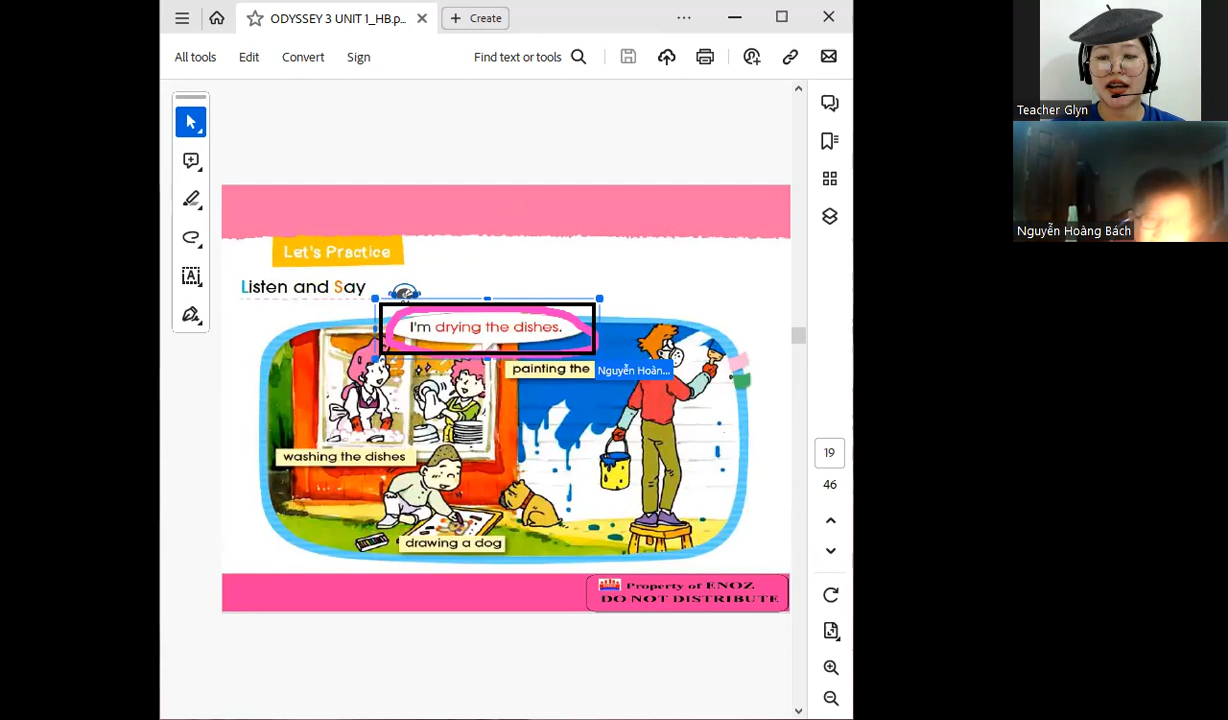 ODYSSEY 3 UNIT 1_HB.p...
Create
All tools
Edit
Convert
Sign
Find text or tools
Teacher Glyn
Nguyễn Hoàng Bách
Let's Practice
Listen and Say
I'm drying the dishes.
painting the
Nguyễn Hoàn...
washing the dishes
drawing a dog
19
46
Property of ENOZ
DO NOT DISTRIBUTE